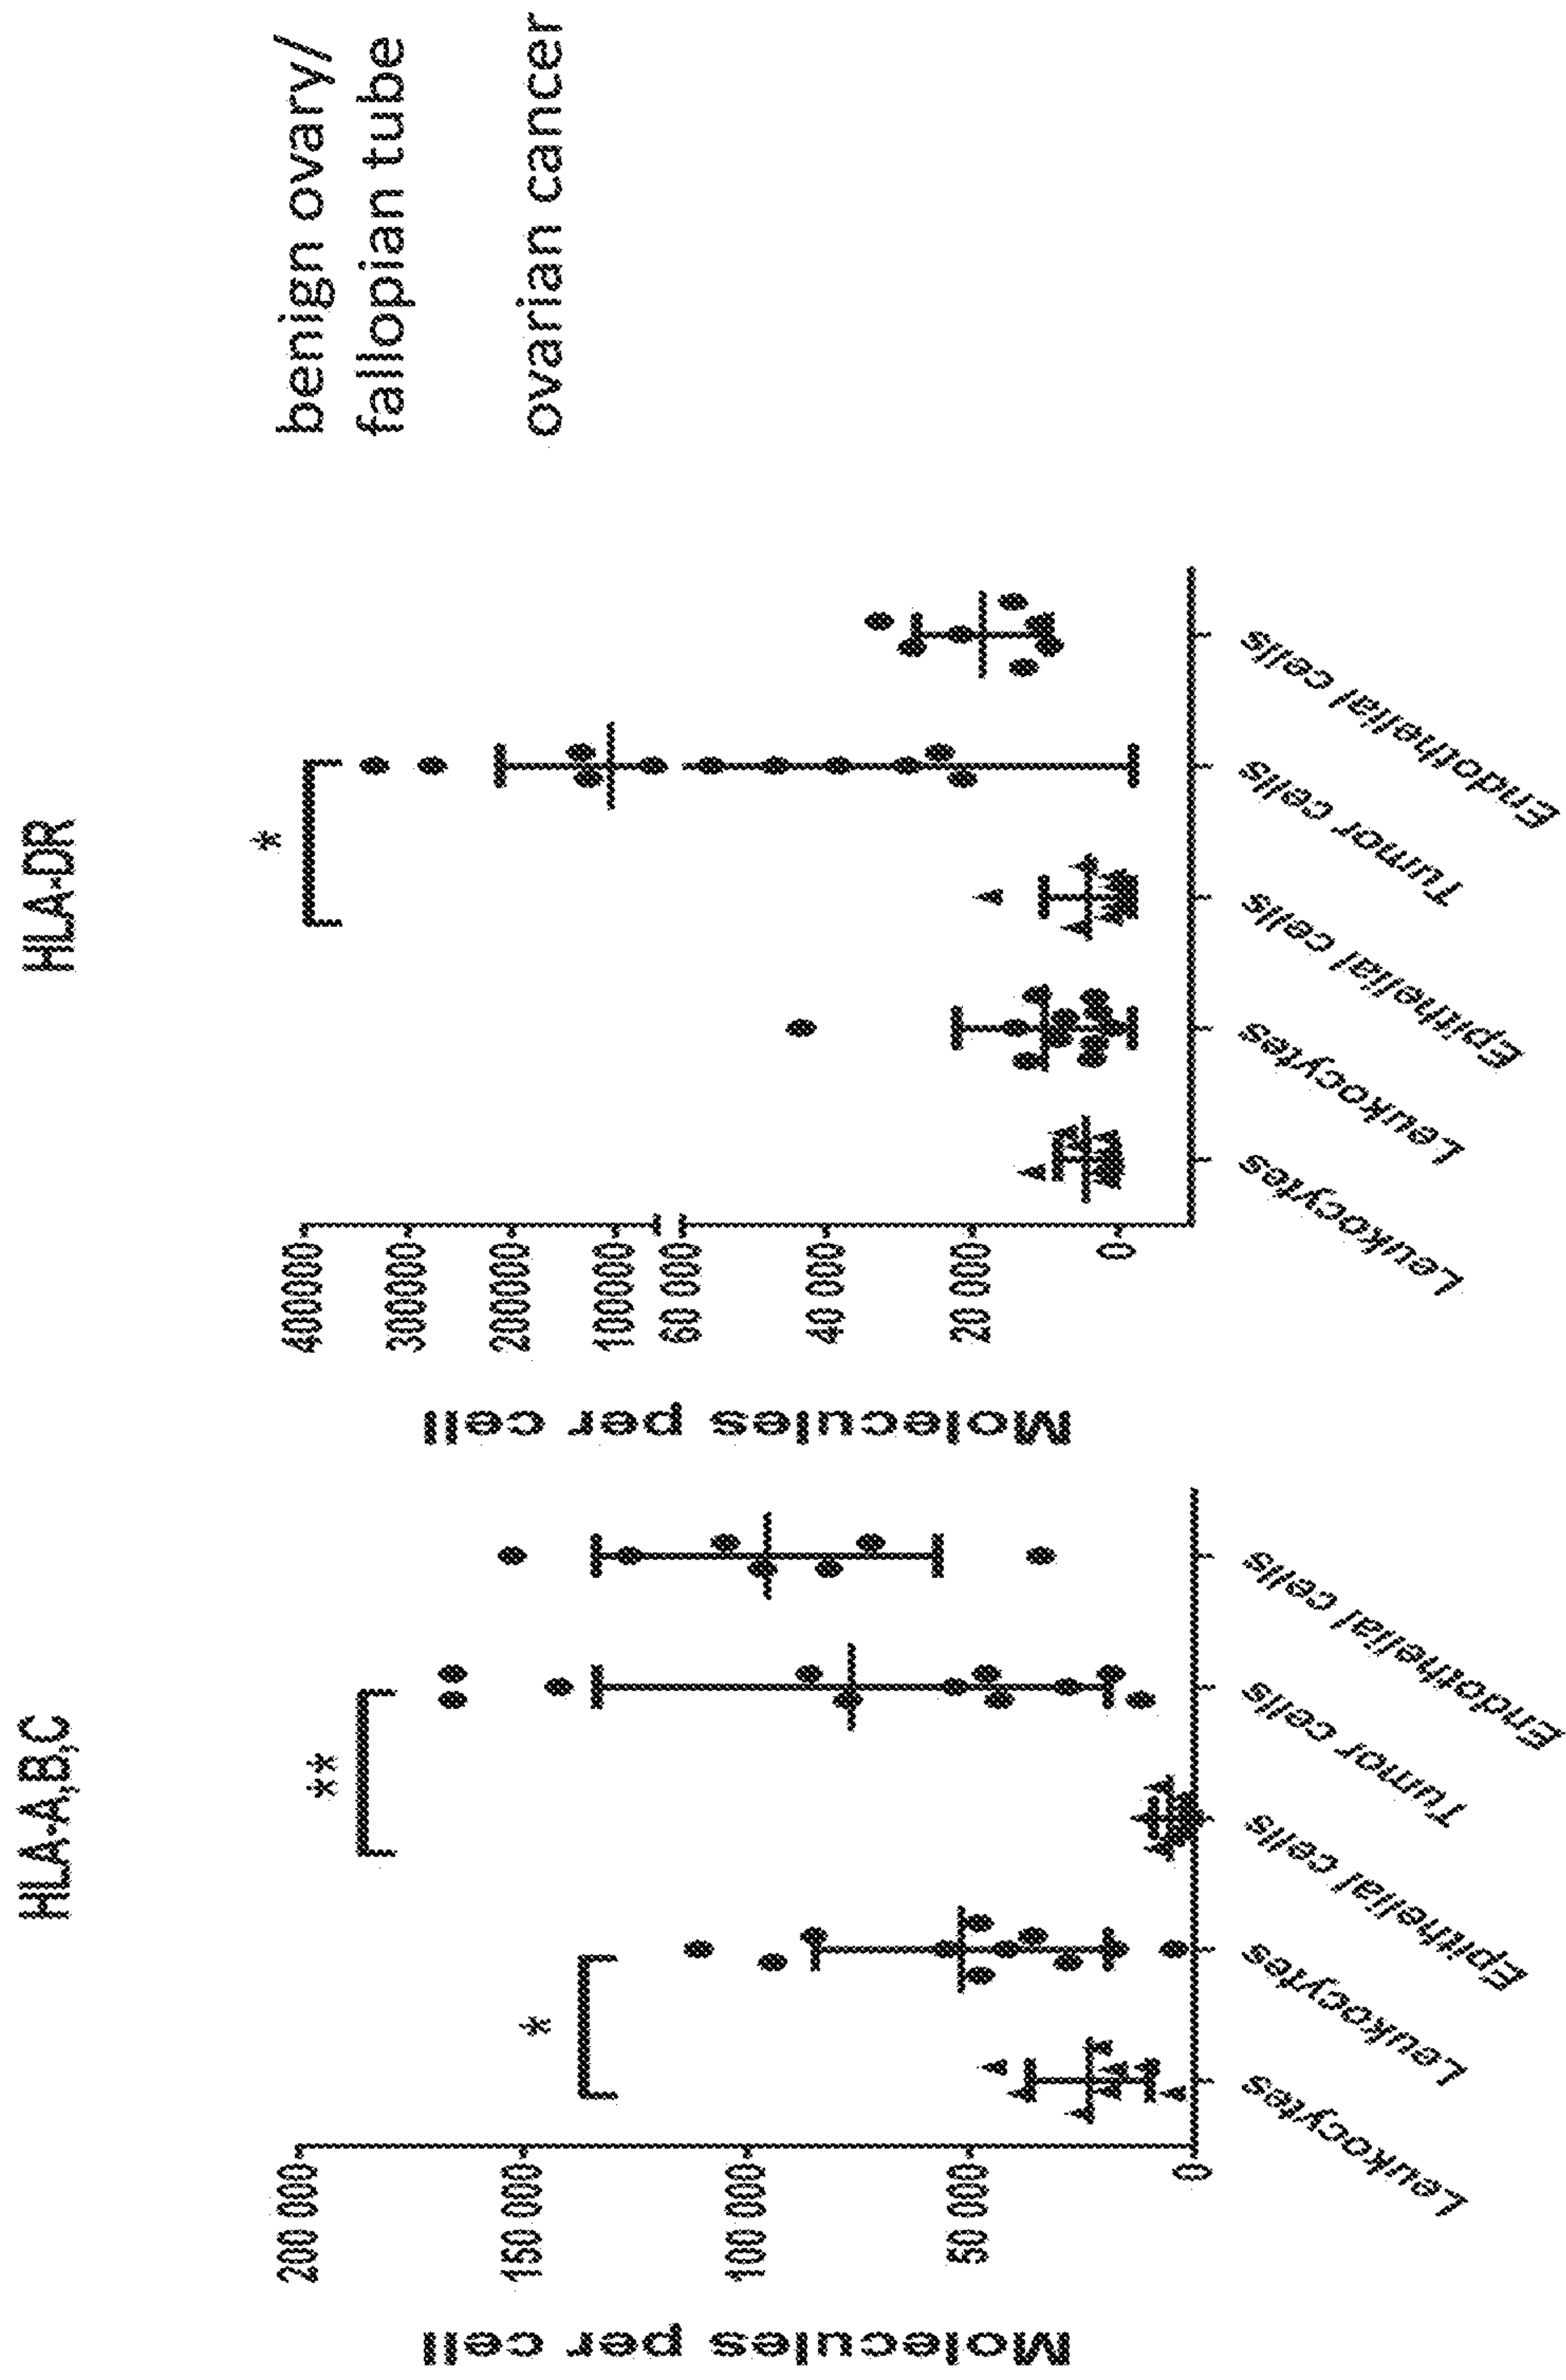 HLA-A,B,C
Molecules per cell
200 000
150 000
100 000
50 000
0
*
**
Leukocytes
Leukocytes
Epithelial cells
Tumor cells
Endothelial cells
HLA-DR
Molecules per cell
400000
300000
200000
100000
60 000
40 000
20 000
0
*
Leukocytes
Leukocytes
Epithelial cells
Tumor cells
Endothelial cells
benign ovary/
fallopian tube
ovarian cancer